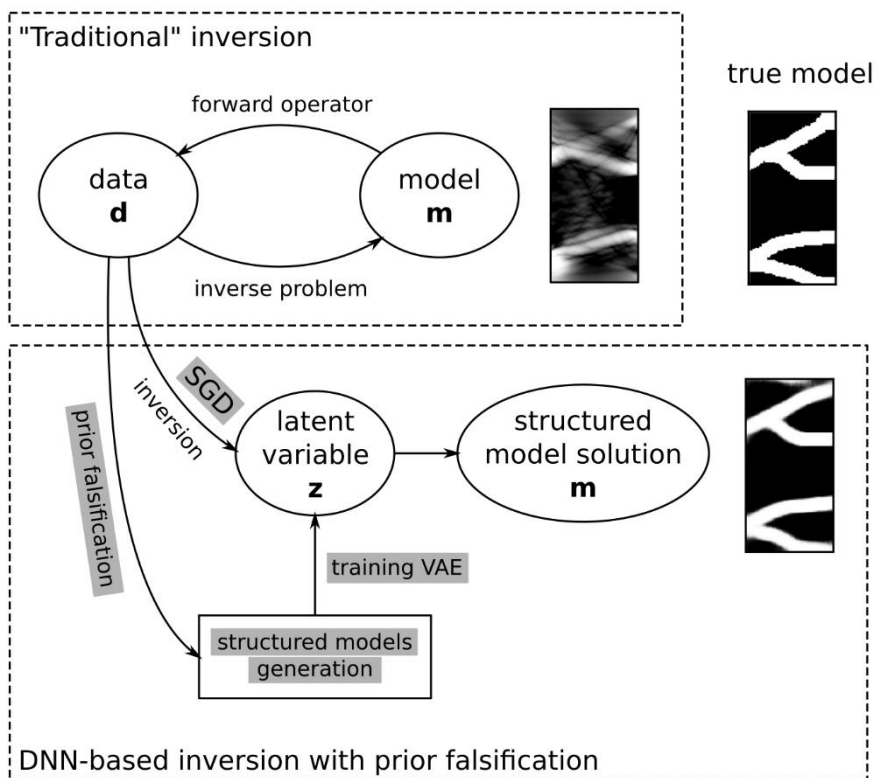 "Traditional" inversion
true model
forward operator
data
d
model
m
inverse problem
SGD
inversion
prior falsification
latent
variable
z
structured
model solution
m
training VAE
structured models
generation
DNN-based inversion with prior falsification